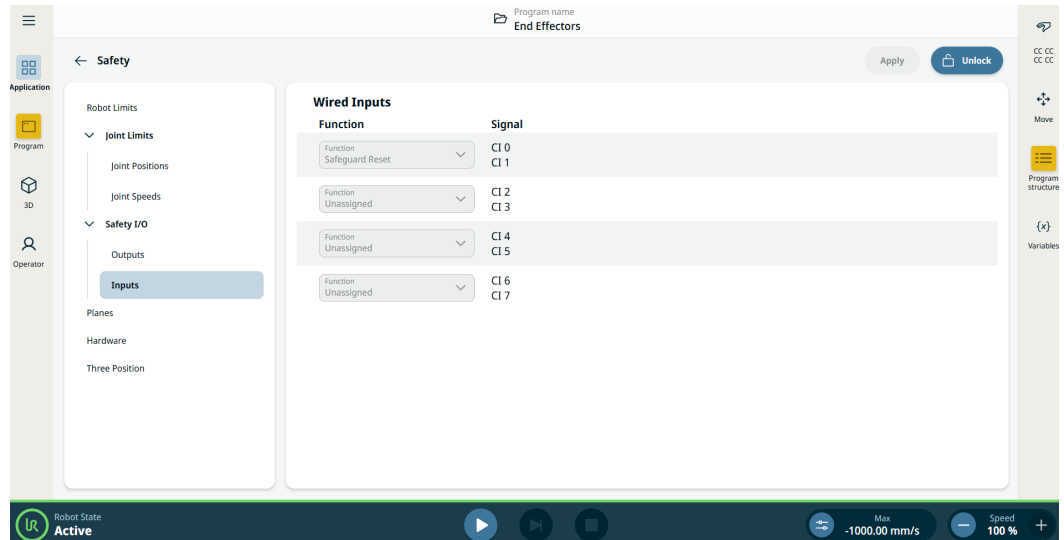 Program name
End Effectors
Application
Program
3D
Operator
Safety
Apply
Unlock
Robot Limits
Joint Limits
Joint Positions
Joint Speeds
Safety I/O
Outputs
Inputs
Planes
Hardware
Three Position
Wired Inputs
Function Signal
Function
Safeguard Reset
CI 0
CI 1
Function
Unassigned
CI 2
CI 3
Function
Unassigned
CI 4
CI 5
Function
Unassigned
CI 6
CI 7
CC CC
CC CC
Move
Program
structure
{x}
Variables
UR
Robot State
Active
Max
-1000.00 mm/s
Speed
100 %